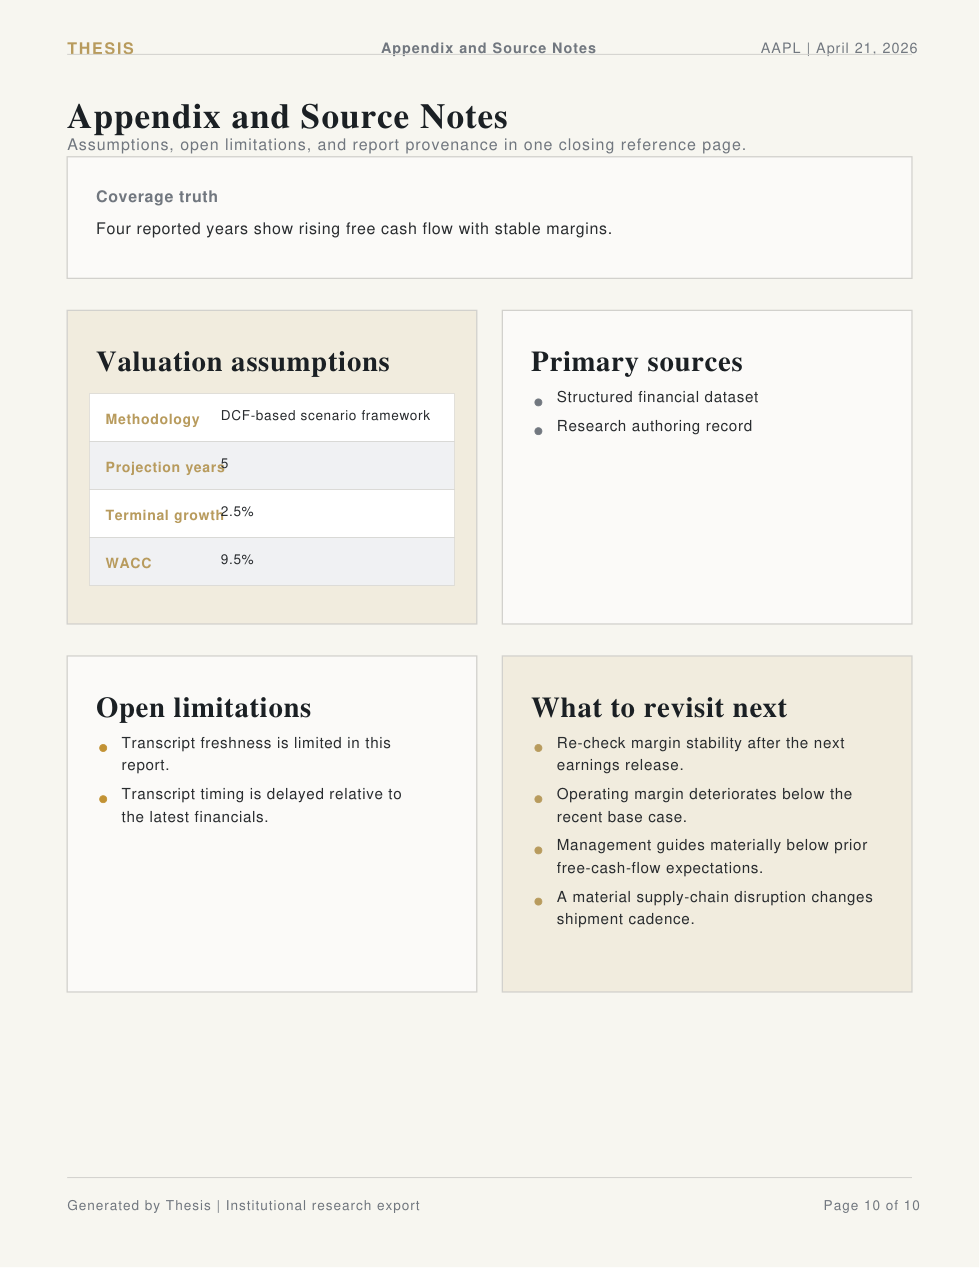 THESIS
Appendix and Source Notes
AAPL | April 21, 2026
Appendix and Source Notes
Assumptions, open limitations, and report provenance in one closing reference page.
Coverage truth
Four reported years show rising free cash flow with stable margins.
Valuation assumptions
Methodology DCF-based scenario framework
Projection years 5
Terminal growth 2.5%
WACC 9.5%
Primary sources
Structured financial dataset
Research authoring record
Open limitations
Transcript freshness is limited in this
report.
Transcript timing is delayed relative to
the latest financials.
What to revisit next
Re-check margin stability after the next
earnings release.
Operating margin deteriorates below the
recent base case.
Management guides materially below prior
free-cash-flow expectations.
A material supply-chain disruption changes
shipment cadence.
Generated by Thesis | Institutional research export
Page 10 of 10